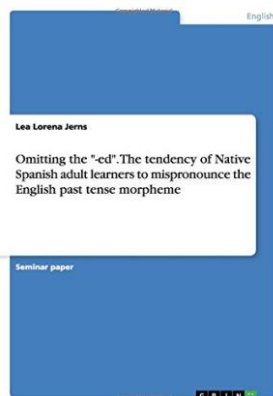 English
Lea Lorena Jerns
Omitting the "-ed". The tendency of Native
Spanish adult learners to mispronounce the
English past tense morpheme
Seminar paper
GRIN